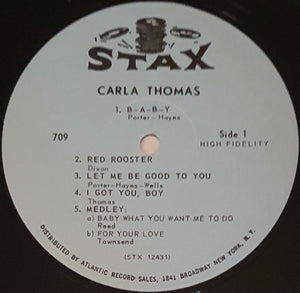 STAX
CARLA THOMAS
1. B-A-B-Y
Porter-Hayes
709
Side 1
HIGH FIDELITY
2. RED ROOSTER
Dixon
3. LET ME BE GOOD TO YOU
Porter-Hayes-Wells
4. I GOT YOU, BOY
Thomas
5. MEDLEY:
a) BABY WHAT YOU WANT ME TO DO
Reed
b) FOR YOUR LOVE
Townsend
(STX 12431)
DISTRIBUTED BY ATLANTIC RECORD SALES, 1841 BROADWAY NEW YORK, N.Y.